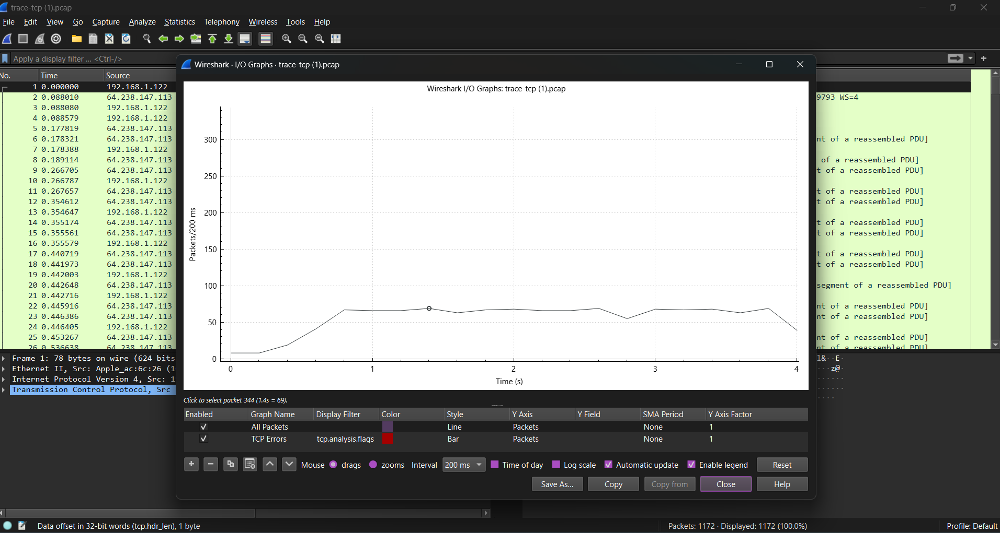 trace-tcp (1).pcap
File Edit View Go Capture Analyze Statistics Telephony Wireless Tools Help
Apply a display filter ... <Ctrl-/>
No. Time Source
1 0.000000 192.168.1.122
2 0.088010 64.238.147.113
3 0.088080 192.168.1.122
4 0.088579 192.168.1.122
5 0.177819 64.238.147.113
6 0.178321 64.238.147.113
7 0.178388 192.168.1.122
8 0.189114 64.238.147.113
9 0.266705 64.238.147.113
10 0.266787 192.168.1.122
11 0.267657 64.238.147.113
12 0.354612 64.238.147.113
13 0.354647 192.168.1.122
14 0.355174 64.238.147.113
15 0.355561 64.238.147.113
16 0.355579 192.168.1.122
17 0.440719 64.238.147.113
18 0.441973 64.238.147.113
19 0.442003 192.168.1.122
20 0.442648 64.238.147.113
21 0.442716 192.168.1.122
22 0.445916 64.238.147.113
23 0.446386 64.238.147.113
24 0.446405 192.168.1.122
25 0.453267 64.238.147.113
26 0.536638 64.238.147.113
9793 WS=4
nt of a reassembled PDU]
of a reassembled PDU]
t of a reassembled PDU]
t of a reassembled PDU]
t of a reassembled PDU]
t of a reassembled PDU]
t of a reassembled PDU]
t of a reassembled PDU]
t of a reassembled PDU]
segment of a reassembled PDU]
nt of a reassembled PDU]
nt of a reassembled PDU]
nt of a reassembled PDU]
nt of a reassembled PDU]
Frame 1: 78 bytes on wire (624 bits
Ethernet II, Src: Apple_ac:6c:26 (1
Internet Protocol Version 4, Src: 1
Transmission Control Protocol, Src
l&··E·
···z@·
······
······
····
Wireshark · I/O Graphs · trace-tcp (1).pcap
Wireshark I/O Graphs: trace-tcp (1).pcap
Packets/200 ms
300
250
200
150
100
50
0
0 1 2 3 4
Time (s)
Click to select packet 344 (1.4s = 69).
Enabled Graph Name Display Filter Color Style Y Axis Y Field SMA Period Y Axis Factor
All Packets Line Packets None 1
TCP Errors tcp.analysis.flags Bar Packets None 1
Mouse drags zooms Interval 200 ms Time of day Log scale Automatic update Enable legend Reset
Save As... Copy Copy from Close Help
Data offset in 32-bit words (tcp.hdr_len), 1 byte
Packets: 1172 · Displayed: 1172 (100.0%)
Profile: Default